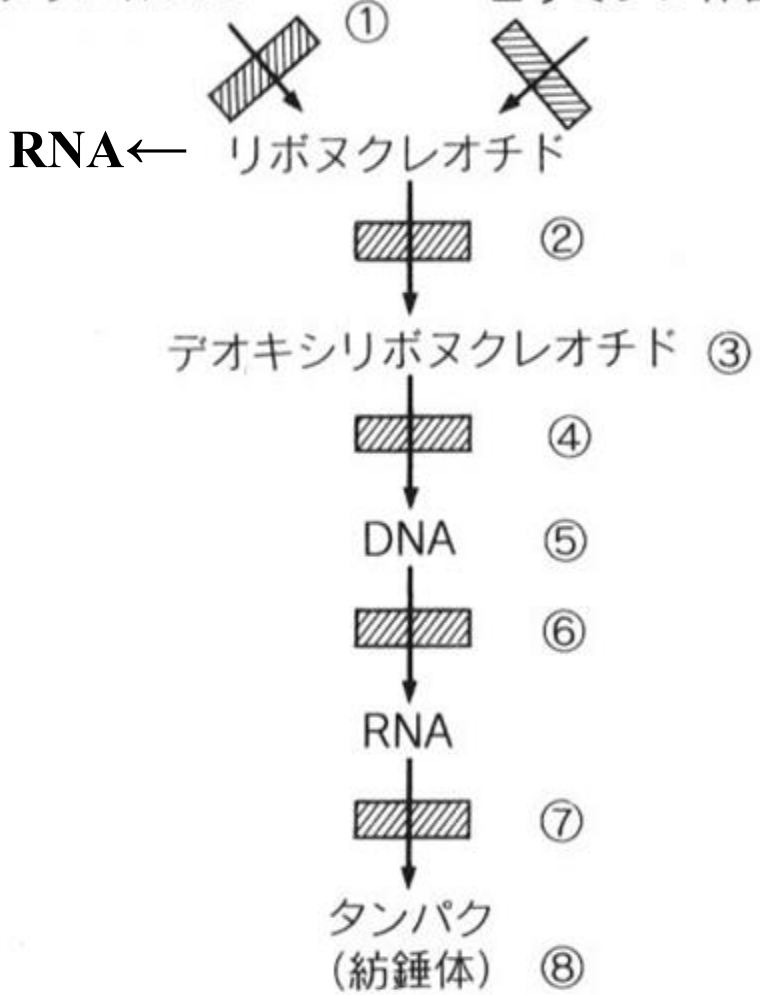 ①
RNA← リボヌクレオチド
②
デオキシリボヌクレオチド ③
④
DNA ⑤
⑥
RNA
⑦
タンパク
(紡錘体) ⑧